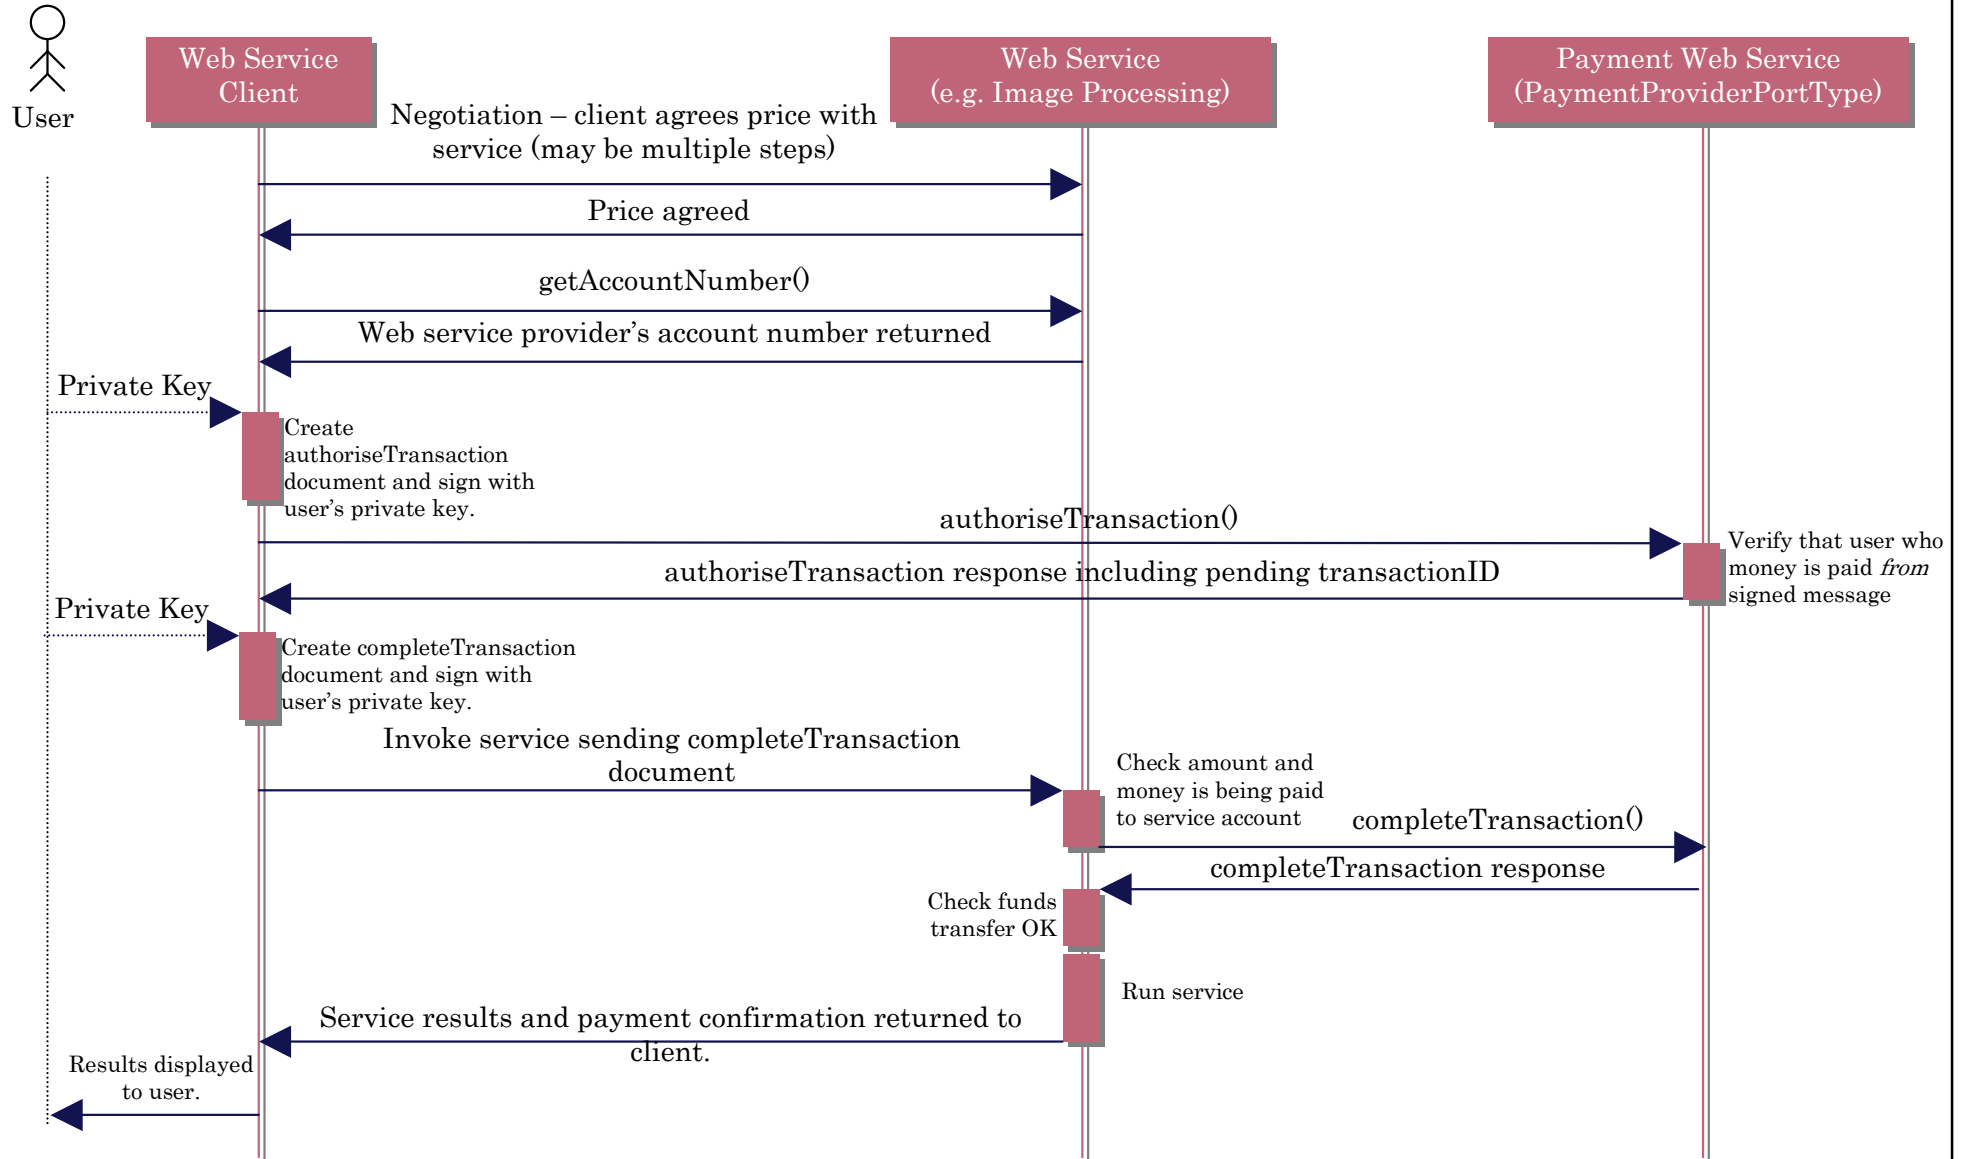 User
Web Service
Client
Web Service
(e.g. Image Processing)
Payment Web Service
(PaymentProviderPortType)
Negotiation – client agrees price with
service (may be multiple steps)
Price agreed
getAccountNumber()
Web service provider’s account number returned
Private Key
Create
authoriseTransaction
document and sign with
user’s private key.
authoriseTransaction()
Verify that user who
money is paid from
signed message
authoriseTransaction response including pending transactionID
Private Key
Create completeTransaction
document and sign with
user’s private key.
Invoke service sending completeTransaction
document
Check amount and
money is being paid
to service account
completeTransaction()
completeTransaction response
Check funds
transfer OK
Run service
Service results and payment confirmation returned to
client.
Results displayed
to user.